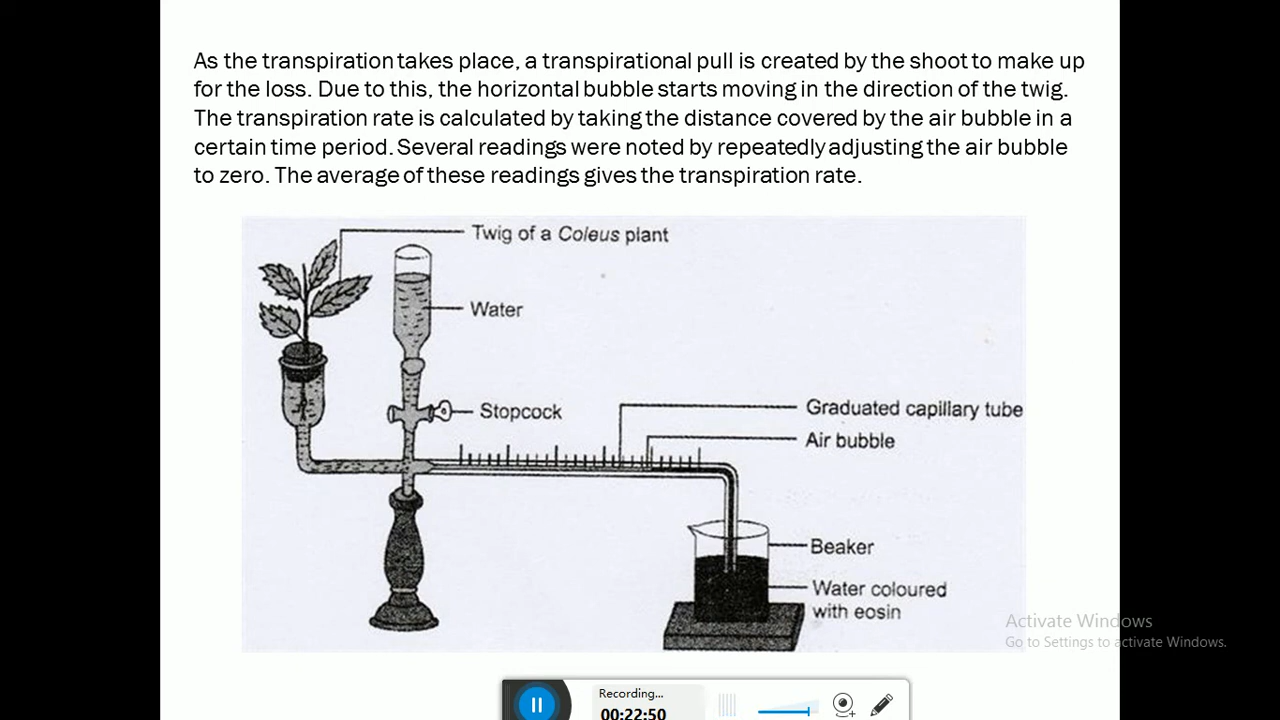 As the transpiration takes place, a transpirational pull is created by the shoot to make up
for the loss. Due to this, the horizontal bubble starts moving in the direction of the twig.
The transpiration rate is calculated by taking the distance covered by the air bubble in a
certain time period. Several readings were noted by repeatedly adjusting the air bubble
to zero. The average of these readings gives the transpiration rate.
Twig of a Coleus plant
Water
Stopcock
Graduated capillary tube
Air bubble
Beaker
Water coloured
with eosin
Activate Windows
Go to Settings to activate Windows.
Recording...
00:22:50